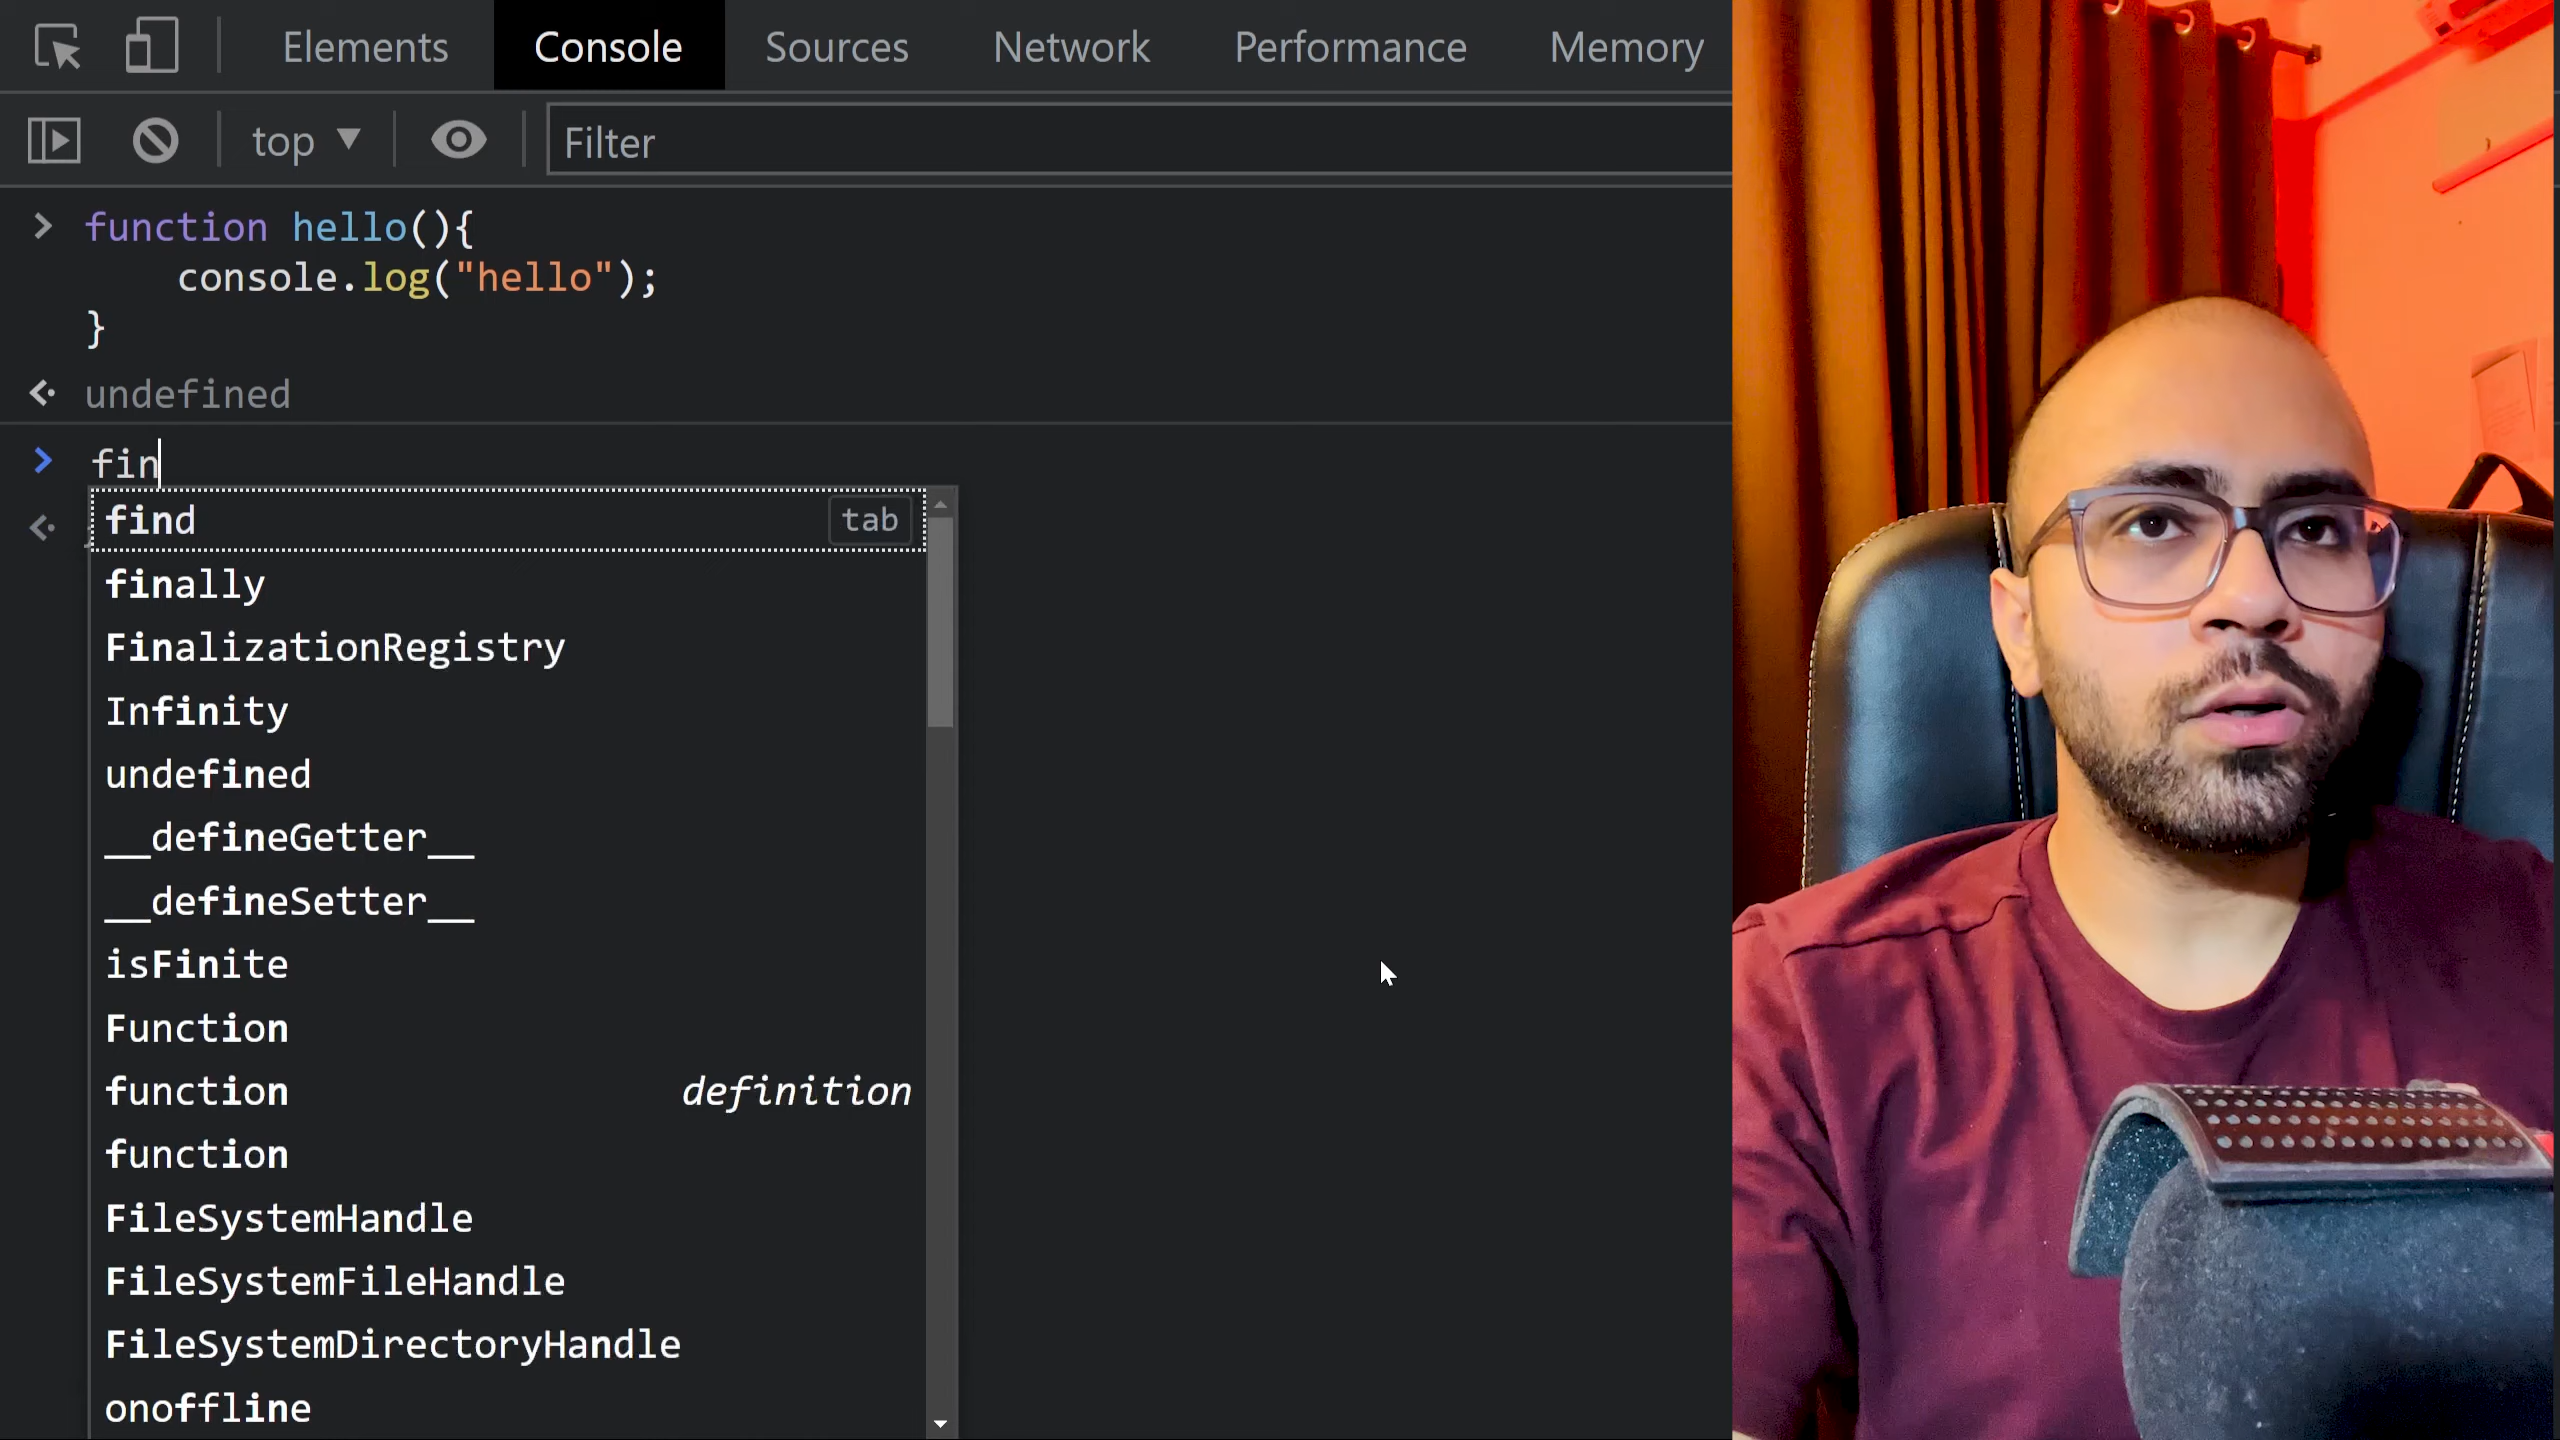 Elements Console Sources Network Performance Memory
top Filter
function hello(){
console.log("hello");
}
undefined
fin
find tab
finally
FinalizationRegistry
Infinity
undefined
__defineGetter__
__defineSetter__
isFinite
Function
function definition
function
FileSystemHandle
FileSystemFileHandle
FileSystemDirectoryHandle
onoffline